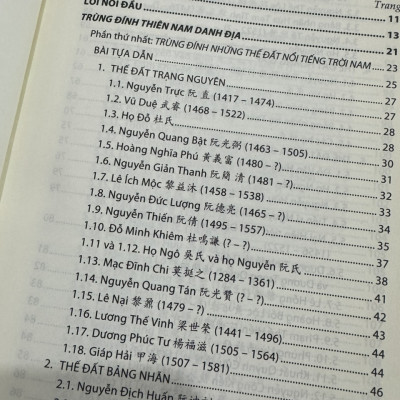 Trang
LỜI NÓI ĐẦU 11
13
TRÙNG ĐÍNH THIÊN NAM DANH ĐỊA 21
Phần thứ nhất: TRÙNG ĐÍNH NHỮNG THẾ ĐẤT NỔI TIẾNG TRỜI NAM 23
BÀI TỰA DẪN 25
1. THẾ ĐẤT TRẠNG NGUYÊN 27
1.1. Nguyễn Trực 阮直 (1417 – 1474) 27
1.2. Vũ Duệ 武睿 (1468 – 1522) 27
1.3. Họ Đỗ 杜氏 28
1.4. Nguyễn Quang Bật 阮光弼 (1463 – 1505) 28
1.5. Hoàng Nghĩa Phú 黃義富 (1480 – ?) 31
1.6. Nguyễn Giản Thanh 阮簡清 (1481 – ?) 31
1.7. Lê Ích Mộc 黎益沐 (1458 – 1538) 31
1.8. Nguyễn Đức Lượng 阮德亮 (1465 – ?) 32
1.9. Nguyễn Thiến 阮倩 (1495 – 1557) 34
1.10. Đỗ Minh Khiêm 杜鳴謙 (? – ?) 35
1.11 và 1.12. Họ Ngô 吳氏 và họ Nguyễn 阮氏 37
1.13. Mạc Đĩnh Chi 莫挺之 (1284 – 1361) 38
1.14. Nguyễn Quang Tán 阮光贊 (? – ?) 41
1.15. Lê Nại 黎鼐 (1479 – ?) 42
1.16. Lương Thế Vinh 梁世榮 (1441 – 1496) 44
1.17. Dương Phúc Tư 楊福滋 (1505 – 1564) 44
1.18. Giáp Hải 甲海 (1507 – 1581) 44
2. THẾ ĐẤT BẢNG NHÃN 46
2.1. Nguyễn Địch Huấn